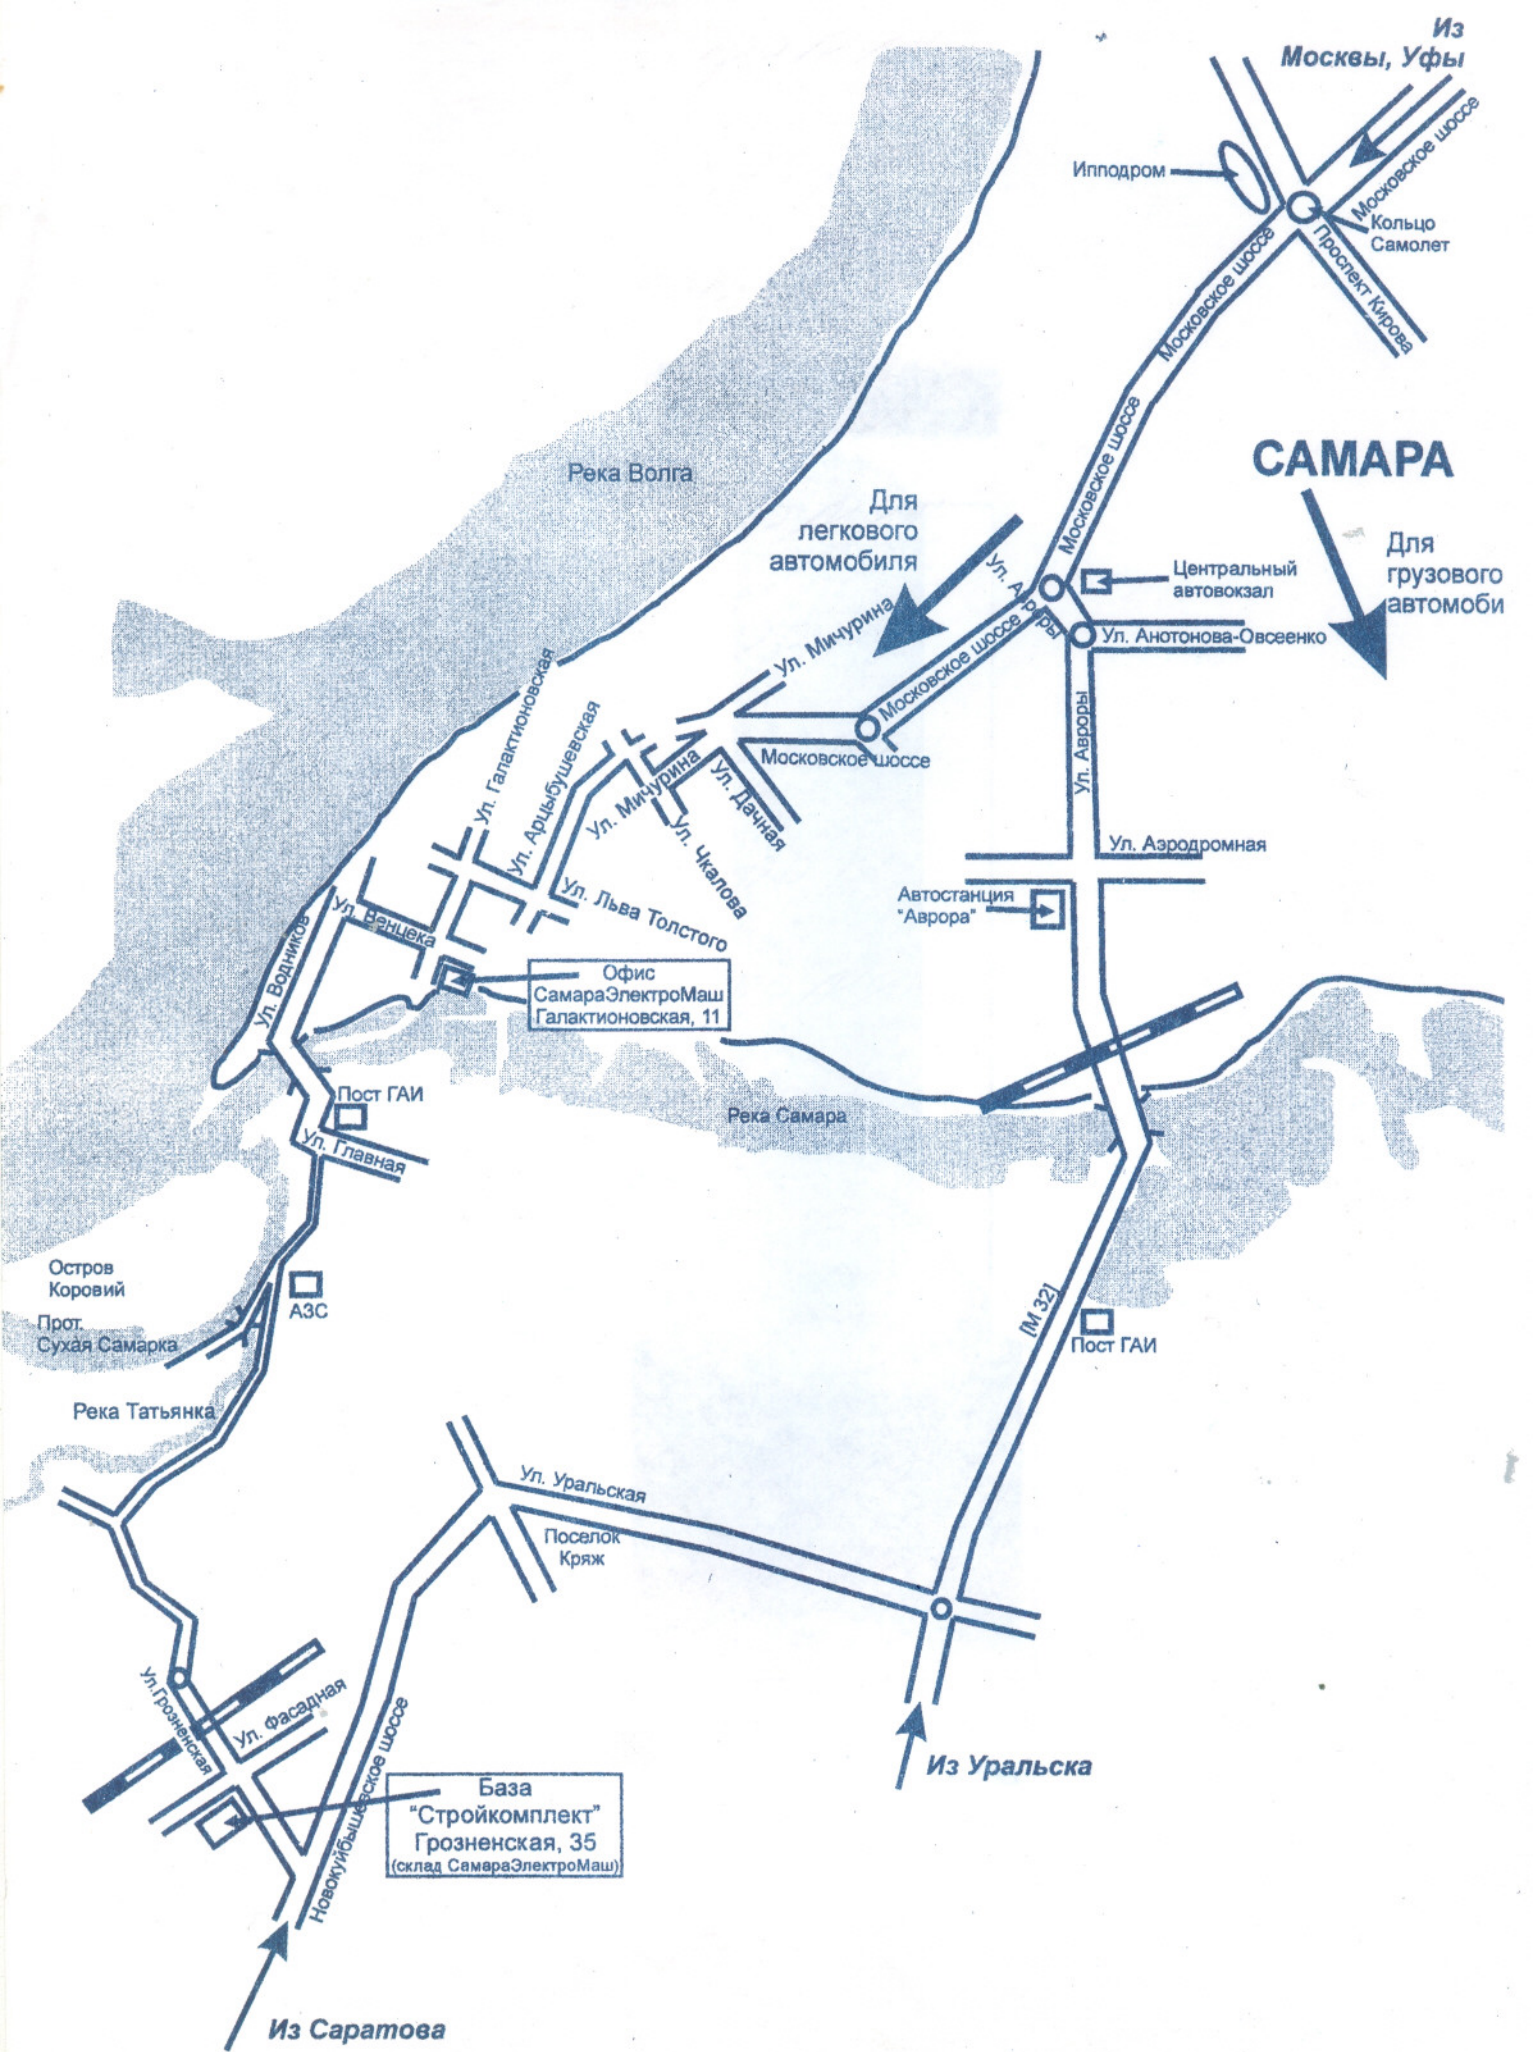 Из
Москвы, Уфы
Московское шоссе
Ипподром
Кольцо
Самолет
Проспект Кирова
Московское шоссе
Московское шоссе
САМАРА
Река Волга
Для
легкового
автомобиля
Для
грузового
автомоби
Ул. Авроры
Центральный
автовокзал
Ул. Анотонова-Овсеенко
Ул. Мичурина
Московское шоссе
Ул. Галактионовская
Ул. Арцыбушевская
Московское шоссе
Ул. Авроры
Ул. Мичурина
Ул. Дачная
Ул. Чкалова
Ул. Аэродромная
Ул. Льва Толстого
Автостанция
"Аврора"
Ул. Венцека
Ул. Водников
Офис
СамараЭлектроМаш
Галактионовская, 11
Пост ГАИ
Река Самара
Ул. Главная
Остров
Коровий
АЗС
Прот.
Сухая Самарка
[М 32]
Пост ГАИ
Река Татьянка
Ул. Уральская
Поселок
Кряж
Ул.Грозненская
Ул. Фасадная
Новокуйбышевское шоссе
Из Уральска
База
"Стройкомплект"
Грозненская, 35
(склад СамараЭлектроМаш)
Из Саратова